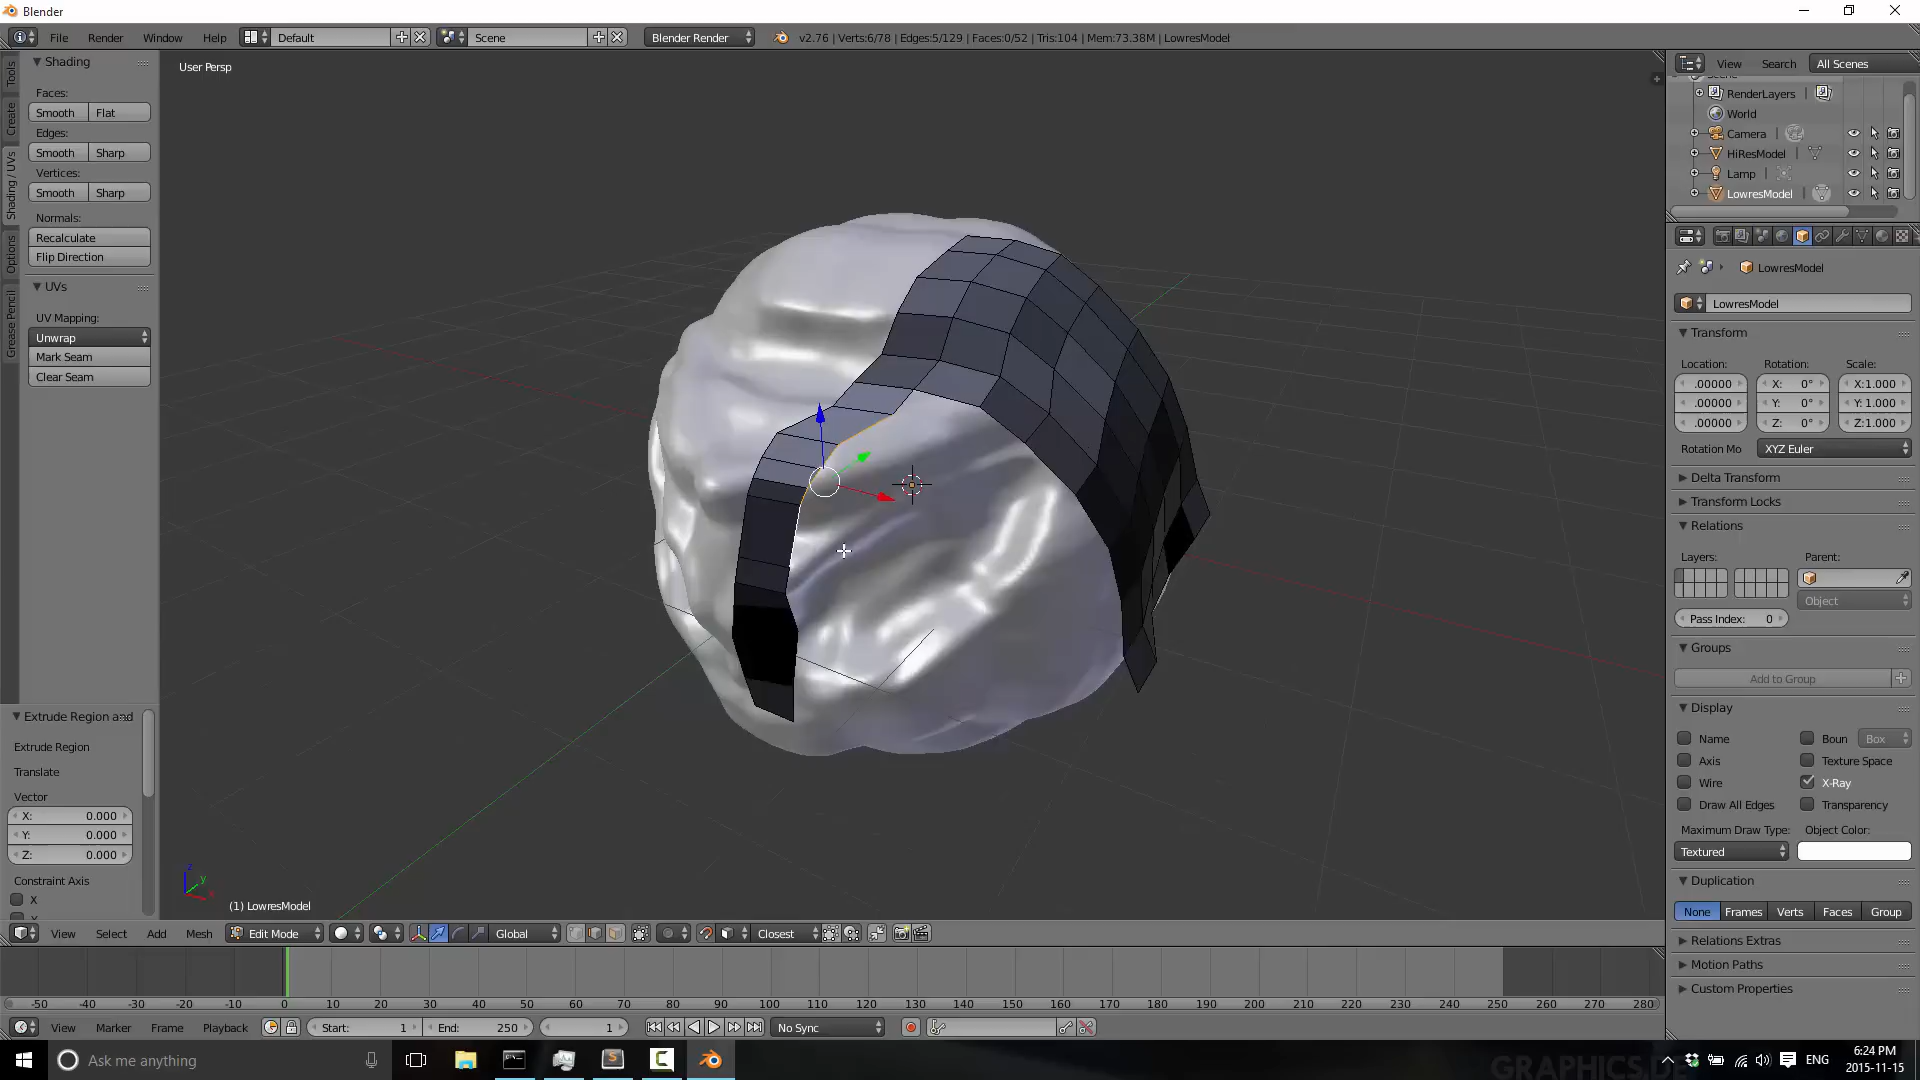 Blender
File Render Window Help Default Scene Blender Render v2.76 | Verts:6/78 | Edges:5/129 | Faces:0/52 | Tris:104 | Mem:73.38M | LowresModel
Tools
Create
Shading / UVs
Options
Grease Pencil
Shading
Faces:
Smooth Flat
Edges:
Smooth Sharp
Vertices:
Smooth Sharp
Normals:
Recalculate
Flip Direction
UVs
UV Mapping:
Unwrap
Mark Seam
Clear Seam
Extrude Region and
Extrude Region
Translate
Vector
X: 0.000
Y: 0.000
Z: 0.000
Constraint Axis
X
User Persp
(1) LowresModel
View Select Add Mesh Edit Mode Global Closest
View Search All Scenes
RenderLayers
World
Camera
HiResModel
Lamp
LowresModel
LowresModel
LowresModel
Transform
Location: Rotation: Scale:
.00000 X: 0° X:1.000
.00000 Y: 0° Y: 1.000
.00000 Z: 0° Z:1.000
Rotation Mo XYZ Euler
Delta Transform
Transform Locks
Relations
Layers: Parent:
Object
Pass Index: 0
Groups
Add to Group
Display
Name Boun Box
Axis Texture Space
Wire X-Ray
Draw All Edges Transparency
Maximum Draw Type: Object Color:
Textured
Duplication
None Frames Verts Faces Group
Relations Extras
Motion Paths
Custom Properties
-50 -40 -30 -20 -10 0 10 20 30 40 50 60 70 80 90 100 110 120 130 140 150 160 170 180 190 200 210 220 230 240 250 260 270 280
View Marker Frame Playback Start: 1 End: 250 1 No Sync
Ask me anything
ENG
6:24 PM
2015-11-15